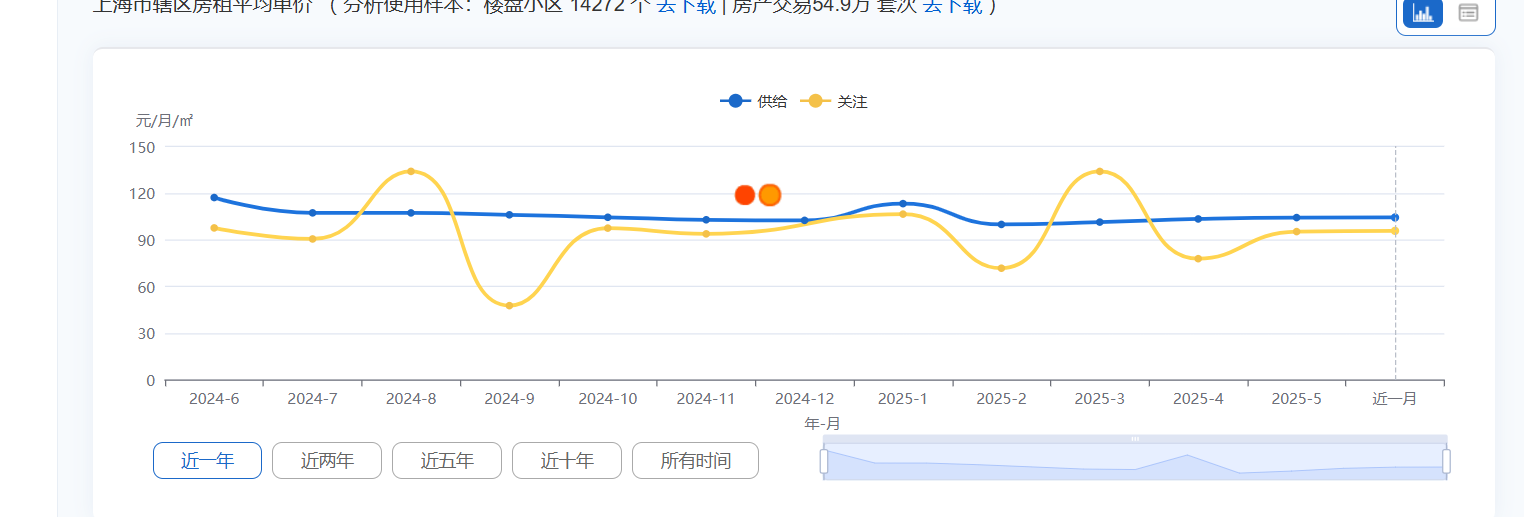 上海市辖区房租平均单价 （ 分析使用样本：楼盘小区 14272 个 去下载 | 房产交易54.9万 套次 去下载 ）
供给 关注
元/月/㎡
150
120
90
60
30
0
2024-6 2024-7 2024-8 2024-9 2024-10 2024-11 2024-12 2025-1 2025-2 2025-3 2025-4 2025-5 近一月
年-月
近一年 近两年 近五年 近十年 所有时间